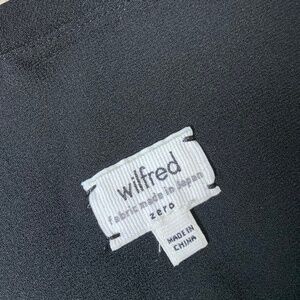 wilfred
fabric made in japan
zero
MADE IN
CHINA